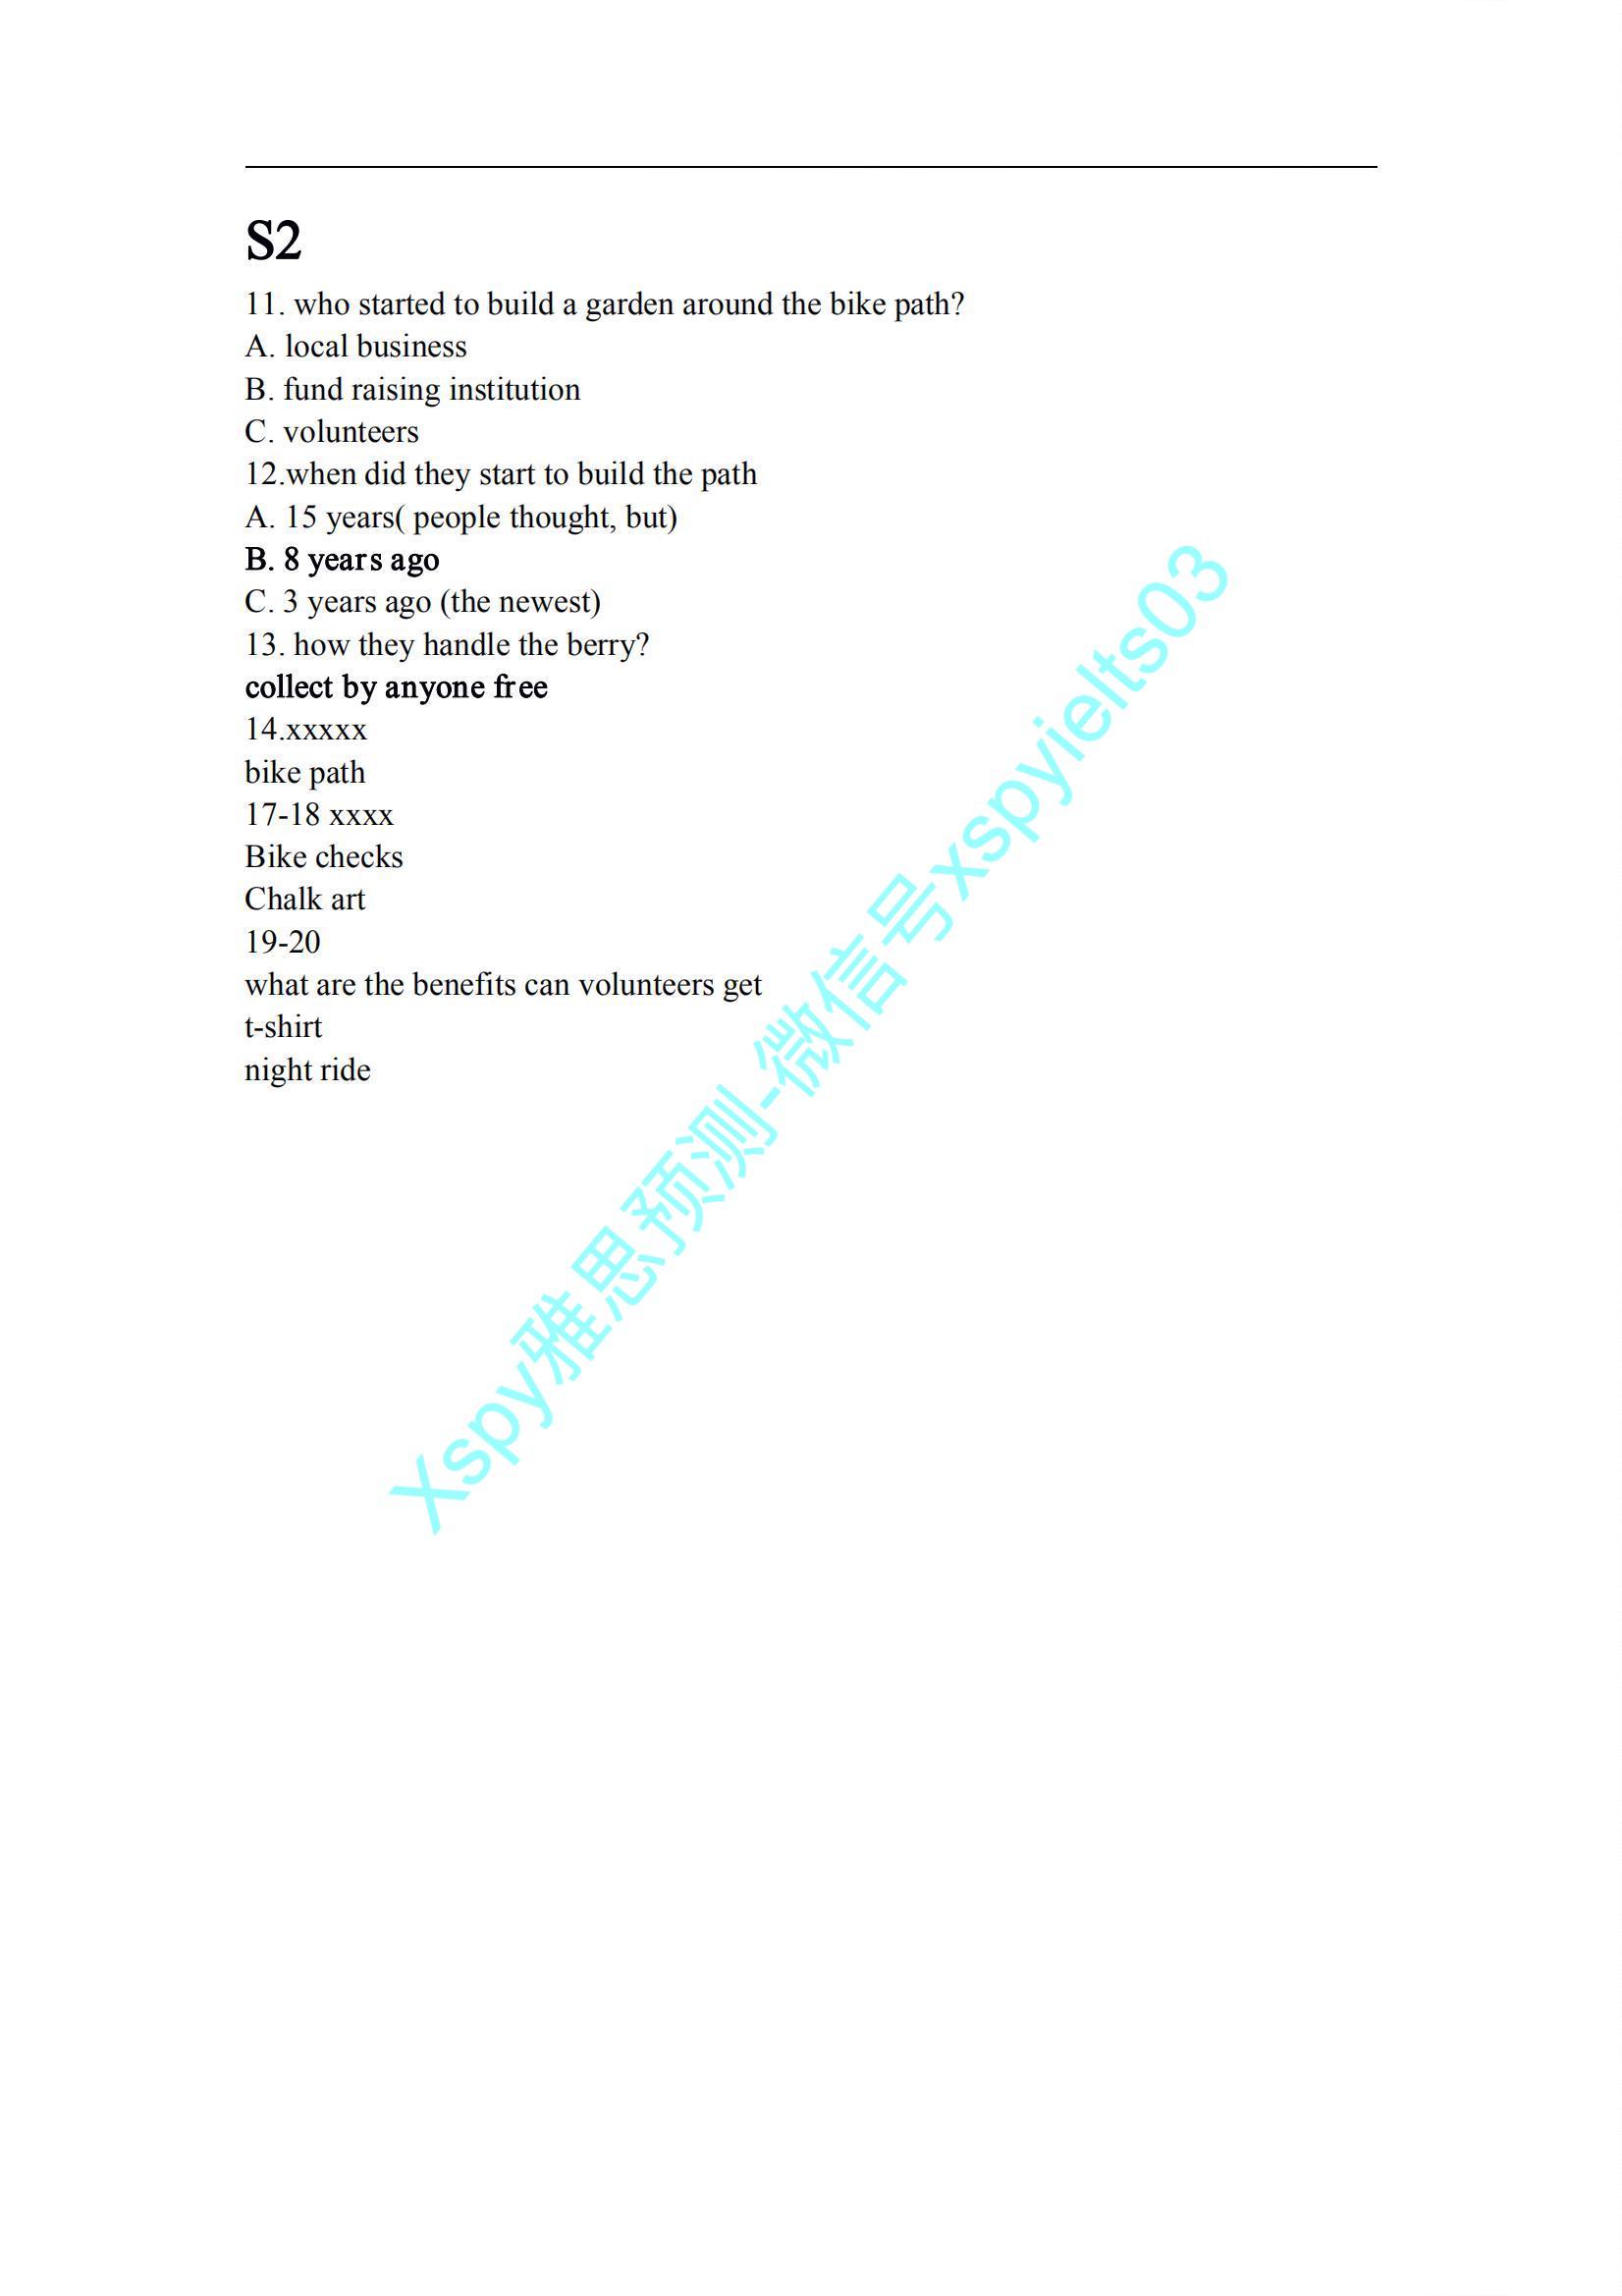 S2
11. who started to build a garden around the bike path?
A. local business
B. fund raising institution
C. volunteers
12.when did they start to build the path
A. 15 years( people thought, but)
B. 8 years ago
C. 3 years ago (the newest)
13. how they handle the berry?
collect by anyone free
14.xxxxx
bike path
17-18 xxxx
Bike checks
Chalk art
19-20
what are the benefits can volunteers get
t-shirt
night ride
Xspy雅思预测-微信号xspyielts03